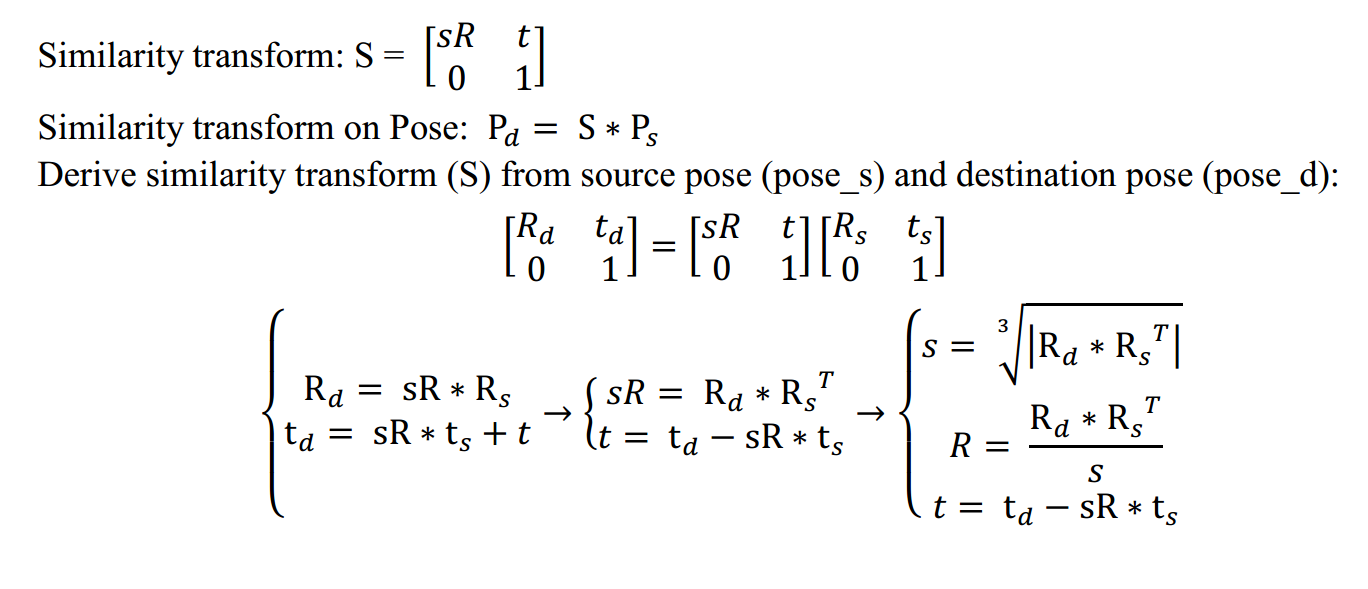 Similarity transform: S = [sR t; 0 1]
Similarity transform on Pose: P_d = S * P_s
Derive similarity transform (S) from source pose (pose_s) and destination pose (pose_d):
[R_d t_d; 0 1] = [sR t; 0 1] [R_s t_s; 0 1]
{ R_d = sR * R_s; t_d = sR * t_s + t → { sR = R_d * R_s^T; t = t_d − sR * t_s → { s = ∛|R_d * R_s^T|; R = (R_d * R_s^T) / s; t = t_d − sR * t_s